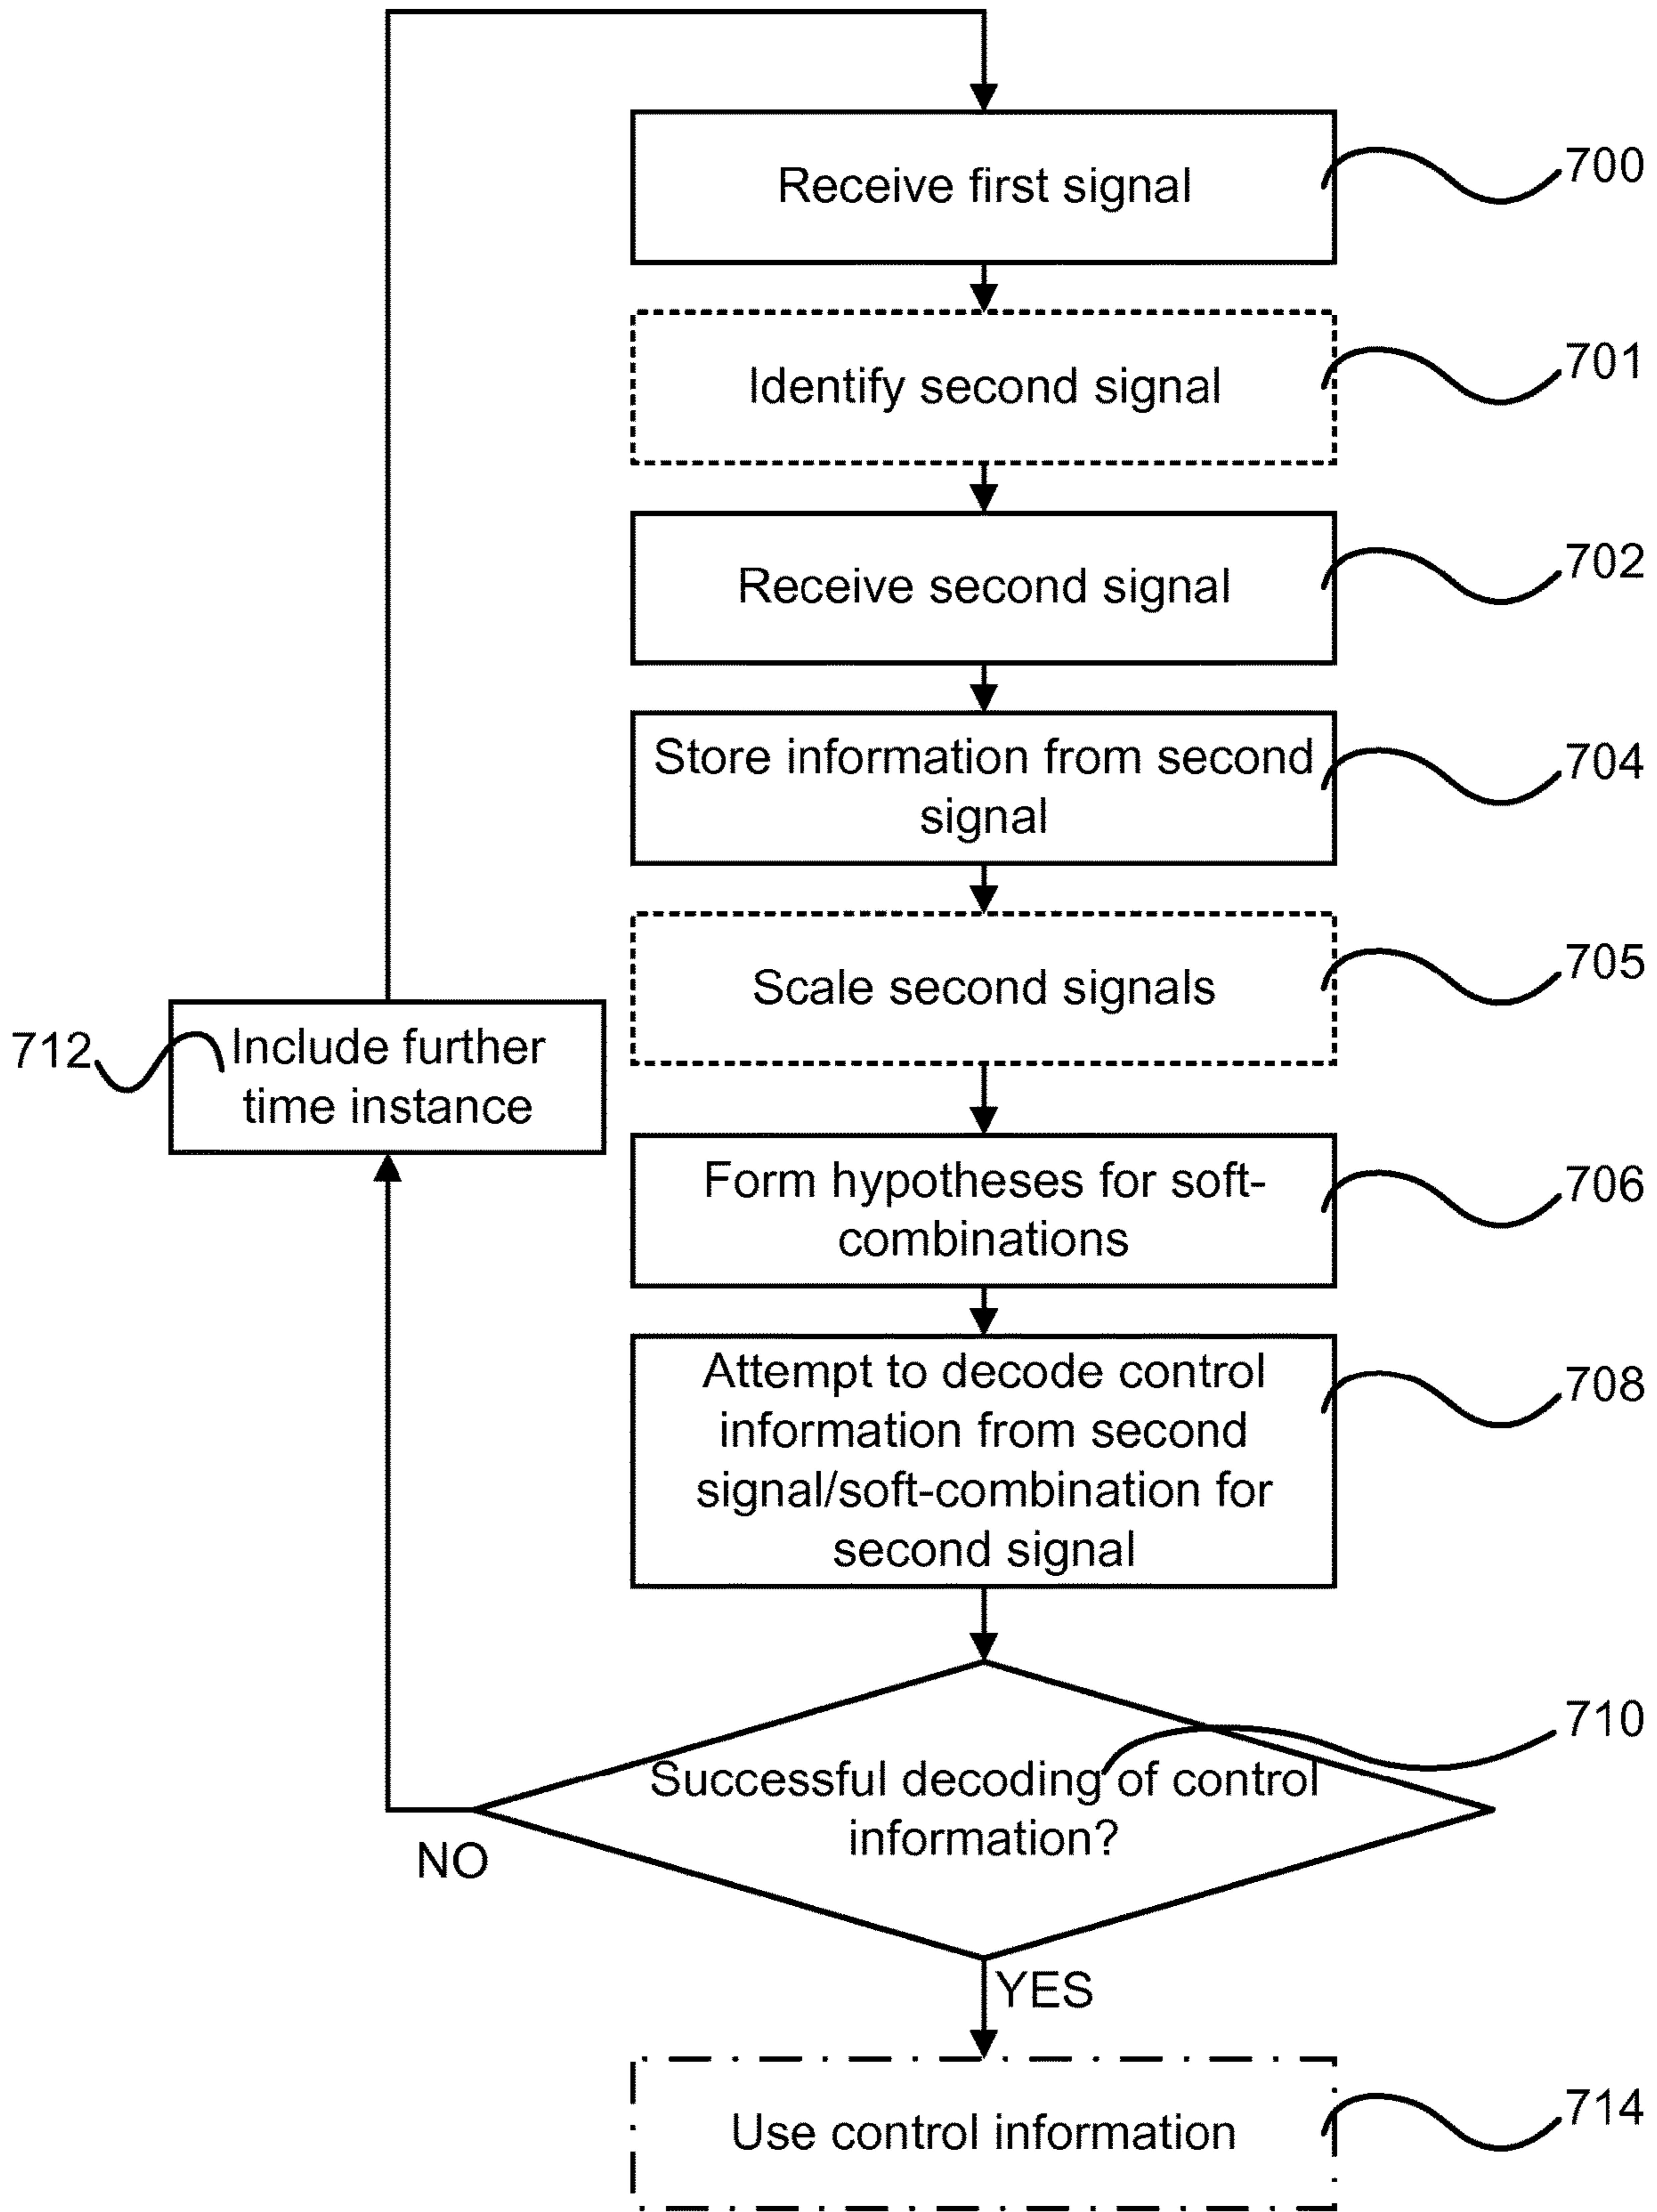 Receive first signal
700
Identify second signal
701
Receive second signal
702
Store information from second
signal
704
Scale second signals
705
712
Include further
time instance
Form hypotheses for soft-
combinations
706
Attempt to decode control
information from second
signal/soft-combination for
second signal
708
710
Successful decoding of control
information?
NO
YES
Use control information
714